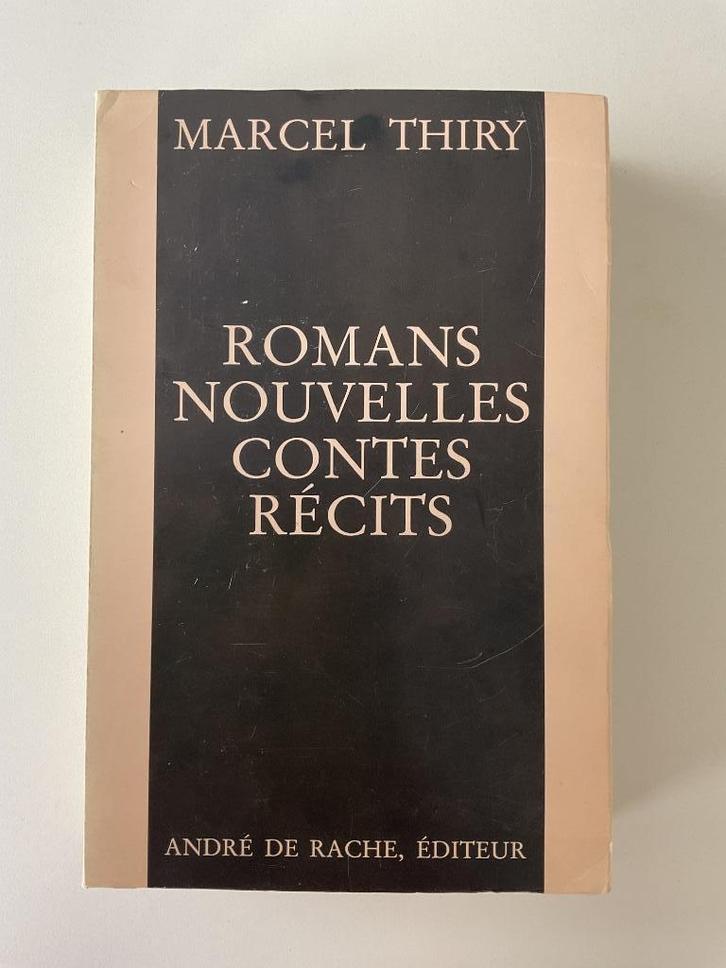 MARCEL THIRY
ROMANS
NOUVELLES
CONTES
RÉCITS
ANDRÉ DE RACHE, ÉDITEUR